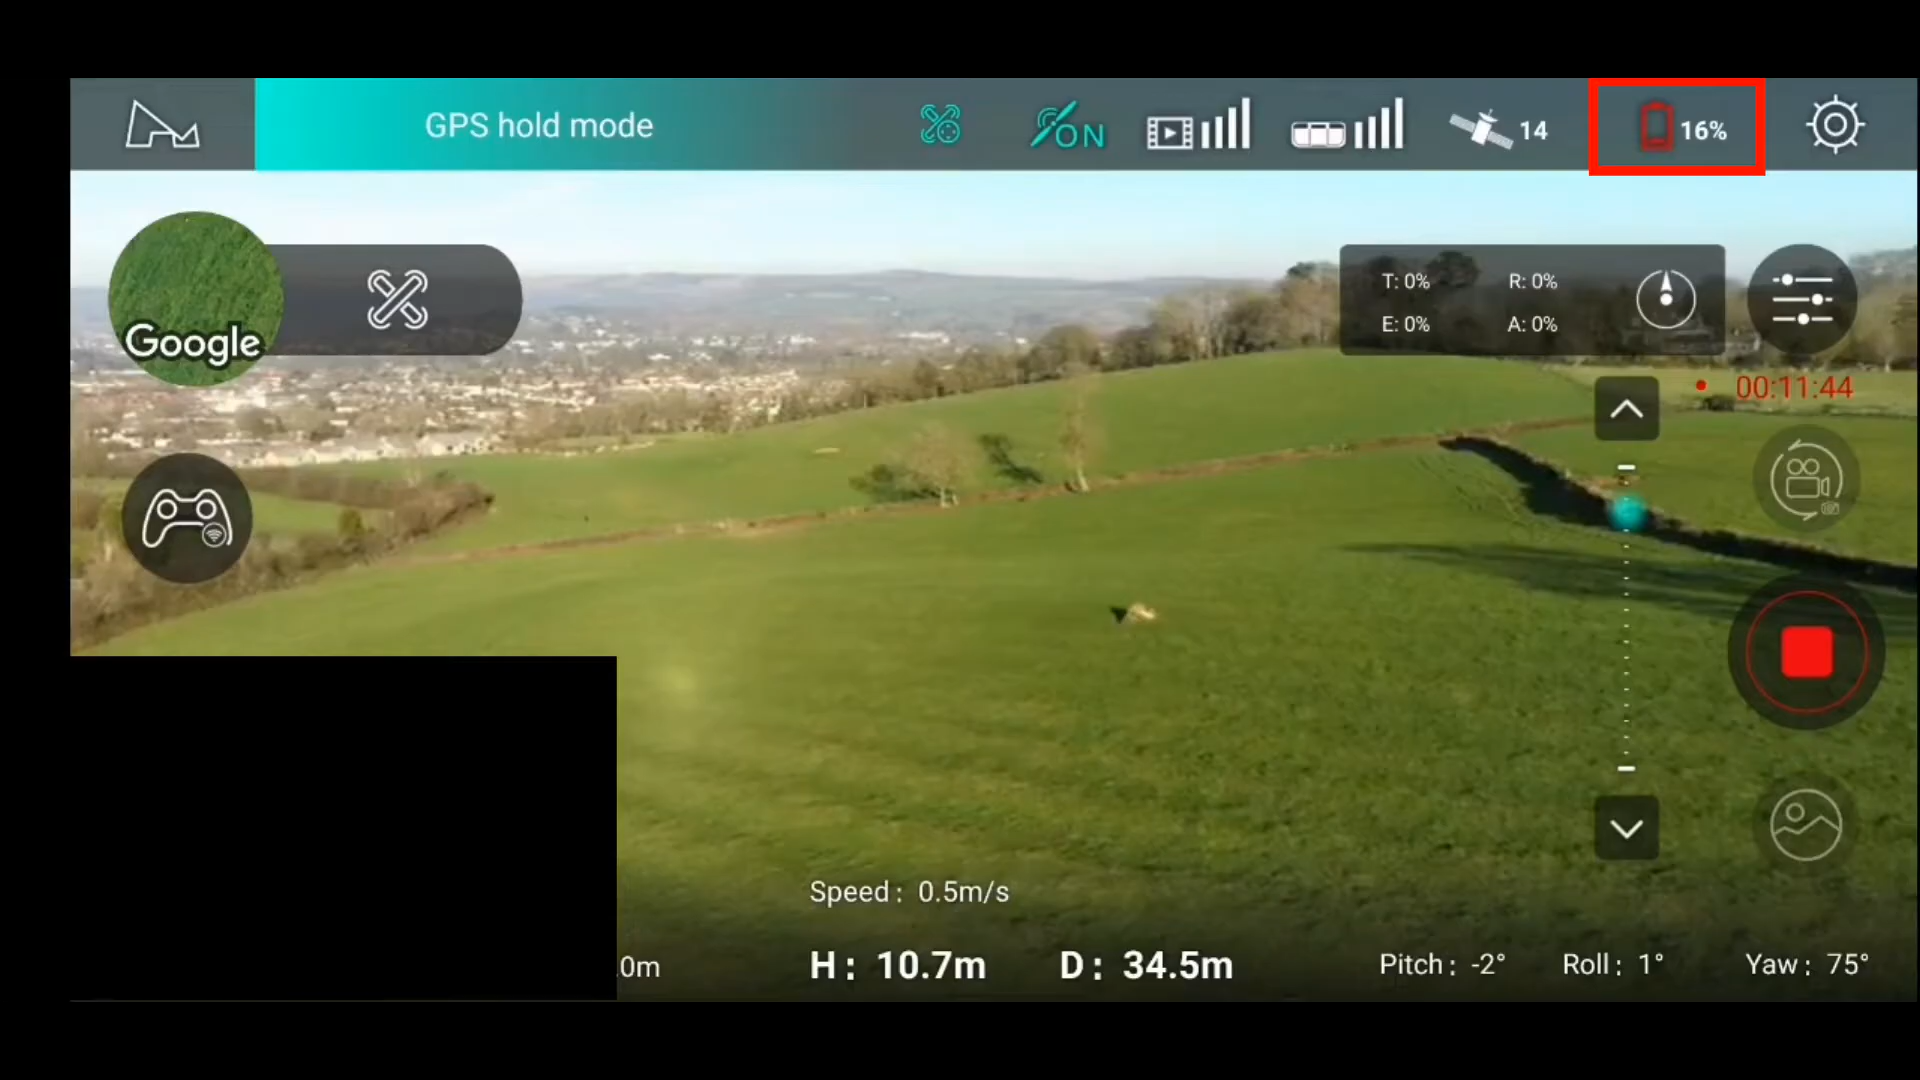 GPS hold mode
ON
14
16%
Google
T: 0%
R: 0%
E: 0%
A: 0%
00:11:44
Speed : 0.5m/s
.0m
H : 10.7m
D : 34.5m
Pitch : -2°
Roll : 1°
Yaw : 75°